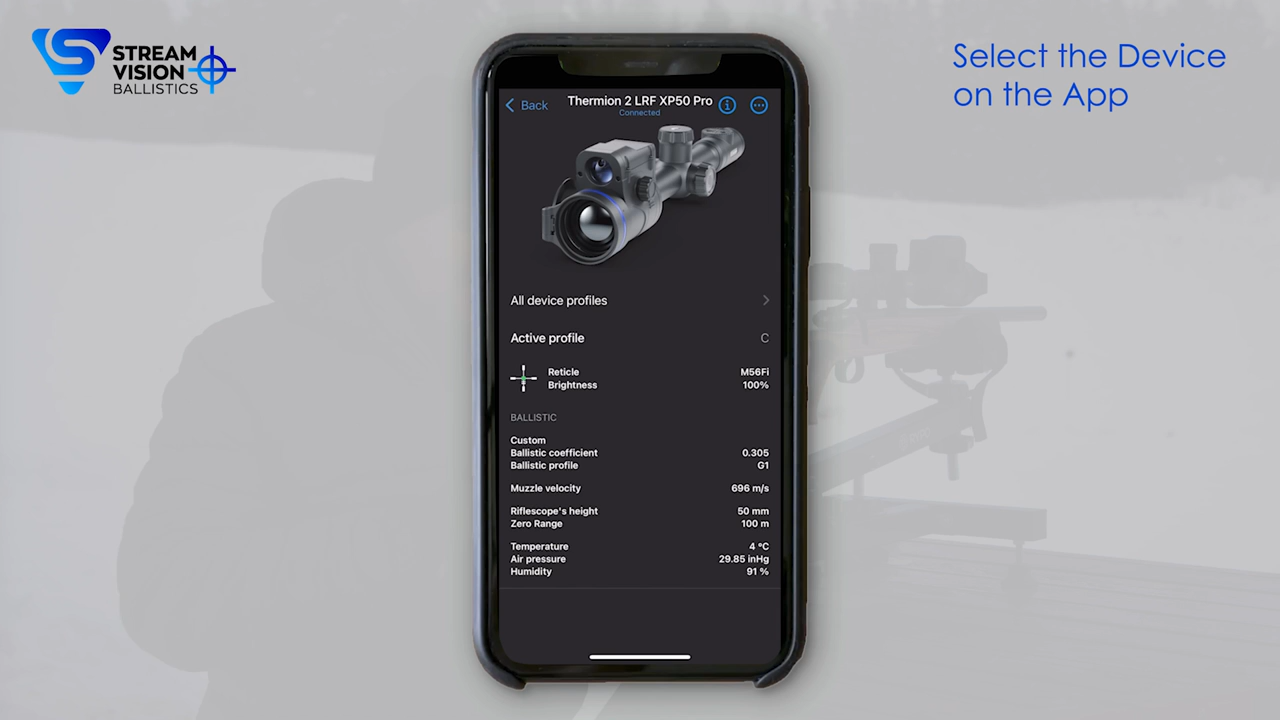 STREAM
VISION
BALLISTICS
Select the Device
on the App
Back
Thermion 2 LRF XP50 Pro
Connected
All device profiles
Active profile C
Reticle M56Fi
Brightness 100%
BALLISTIC
Custom
Ballistic coefficient 0.305
Ballistic profile G1
Muzzle velocity 696 m/s
Riflescope's height 50 mm
Zero Range 100 m
Temperature 4 °C
Air pressure 29.85 inHg
Humidity 91 %